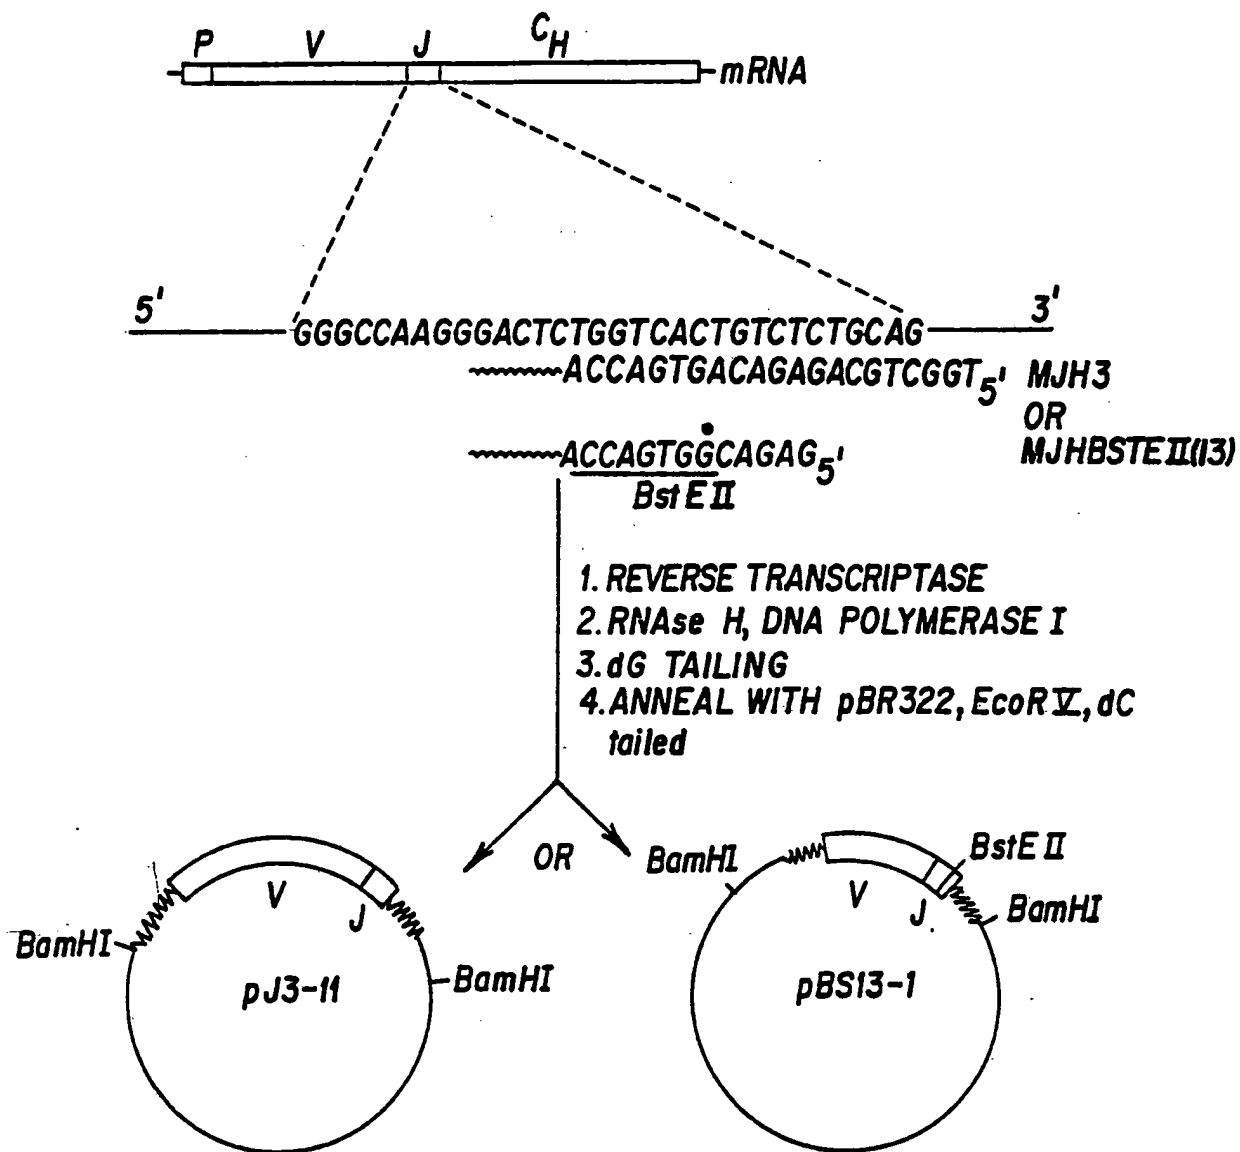 P V J CH
mRNA
5' 3'
GGGCCAAGGGACTCTGGTCACTGTCTCTGCAG
ACCAGTGACAGAGACGTCGGT5' MJH3
OR
ACCAGTGGCAGAG5' MJHBSTEII(13)
BstEII
1. REVERSE TRANSCRIPTASE
2. RNAse H, DNA POLYMERASE I
3. dG TAILING
4. ANNEAL WITH pBR322, EcoRV, dC
tailed
OR
V
J
BamHI
BamHI
pJ3-11
BamHI
BstEII
V
J
BamHI
pBS13-1